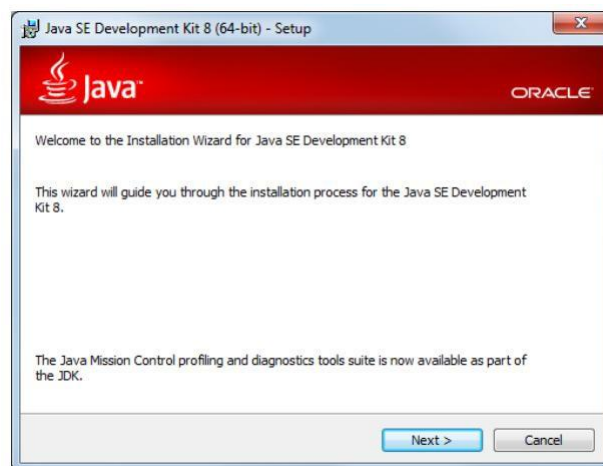 Java SE Development Kit 8 (64-bit) - Setup
Java™
ORACLE
Welcome to the Installation Wizard for Java SE Development Kit 8
This wizard will guide you through the installation process for the Java SE Development
Kit 8.
The Java Mission Control profiling and diagnostics tools suite is now available as part of
the JDK.
Next >
Cancel